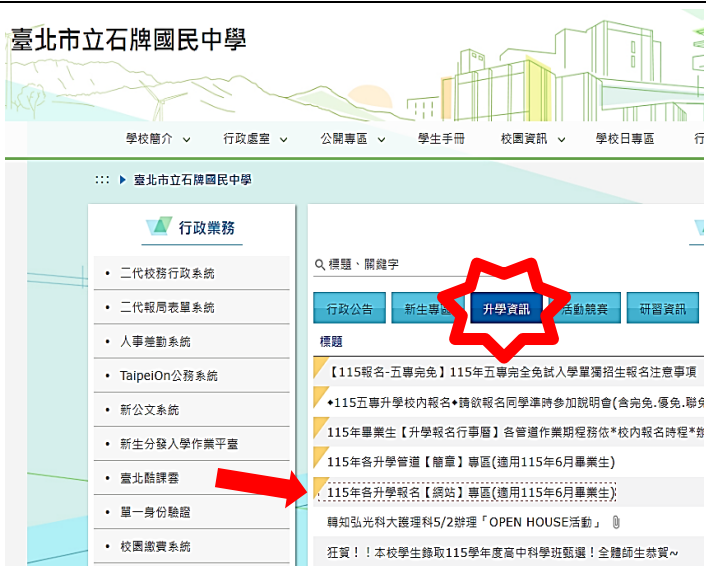 臺北市立石牌國民中學
學校簡介 行政處室 公開專區 學生手冊 校園資訊 學校日專區 行
::: 臺北市立石牌國民中學
行政業務
• 二代校務行政系統
• 二代報局表單系統
• 人事差勤系統
• TaipeiOn公務系統
• 新公文系統
• 新生分發入學作業平臺
• 臺北酷課雲
• 單一身份驗證
• 校園繳費系統
標題、關鍵字
行政公告 新生專區 升學資訊 活動競賽 研習資訊
標題
【115報名-五專完免】115年五專完全免試入學單獨招生報名注意事項
◆115五專升學校內報名◆請欲報名同學準時參加說明會(含完免.優免.聯免
115年畢業生【升學報名行事曆】各管道作業期程務依*校內報名時程*辦
115年各升學管道【簡章】專區(適用115年6月畢業生)
115年各升學報名【網站】專區(適用115年6月畢業生)
轉知弘光科大護理科5/2辦理「OPEN HOUSE活動」
狂賀！！本校學生錄取115學年度高中科學班甄選！全體師生恭賀~